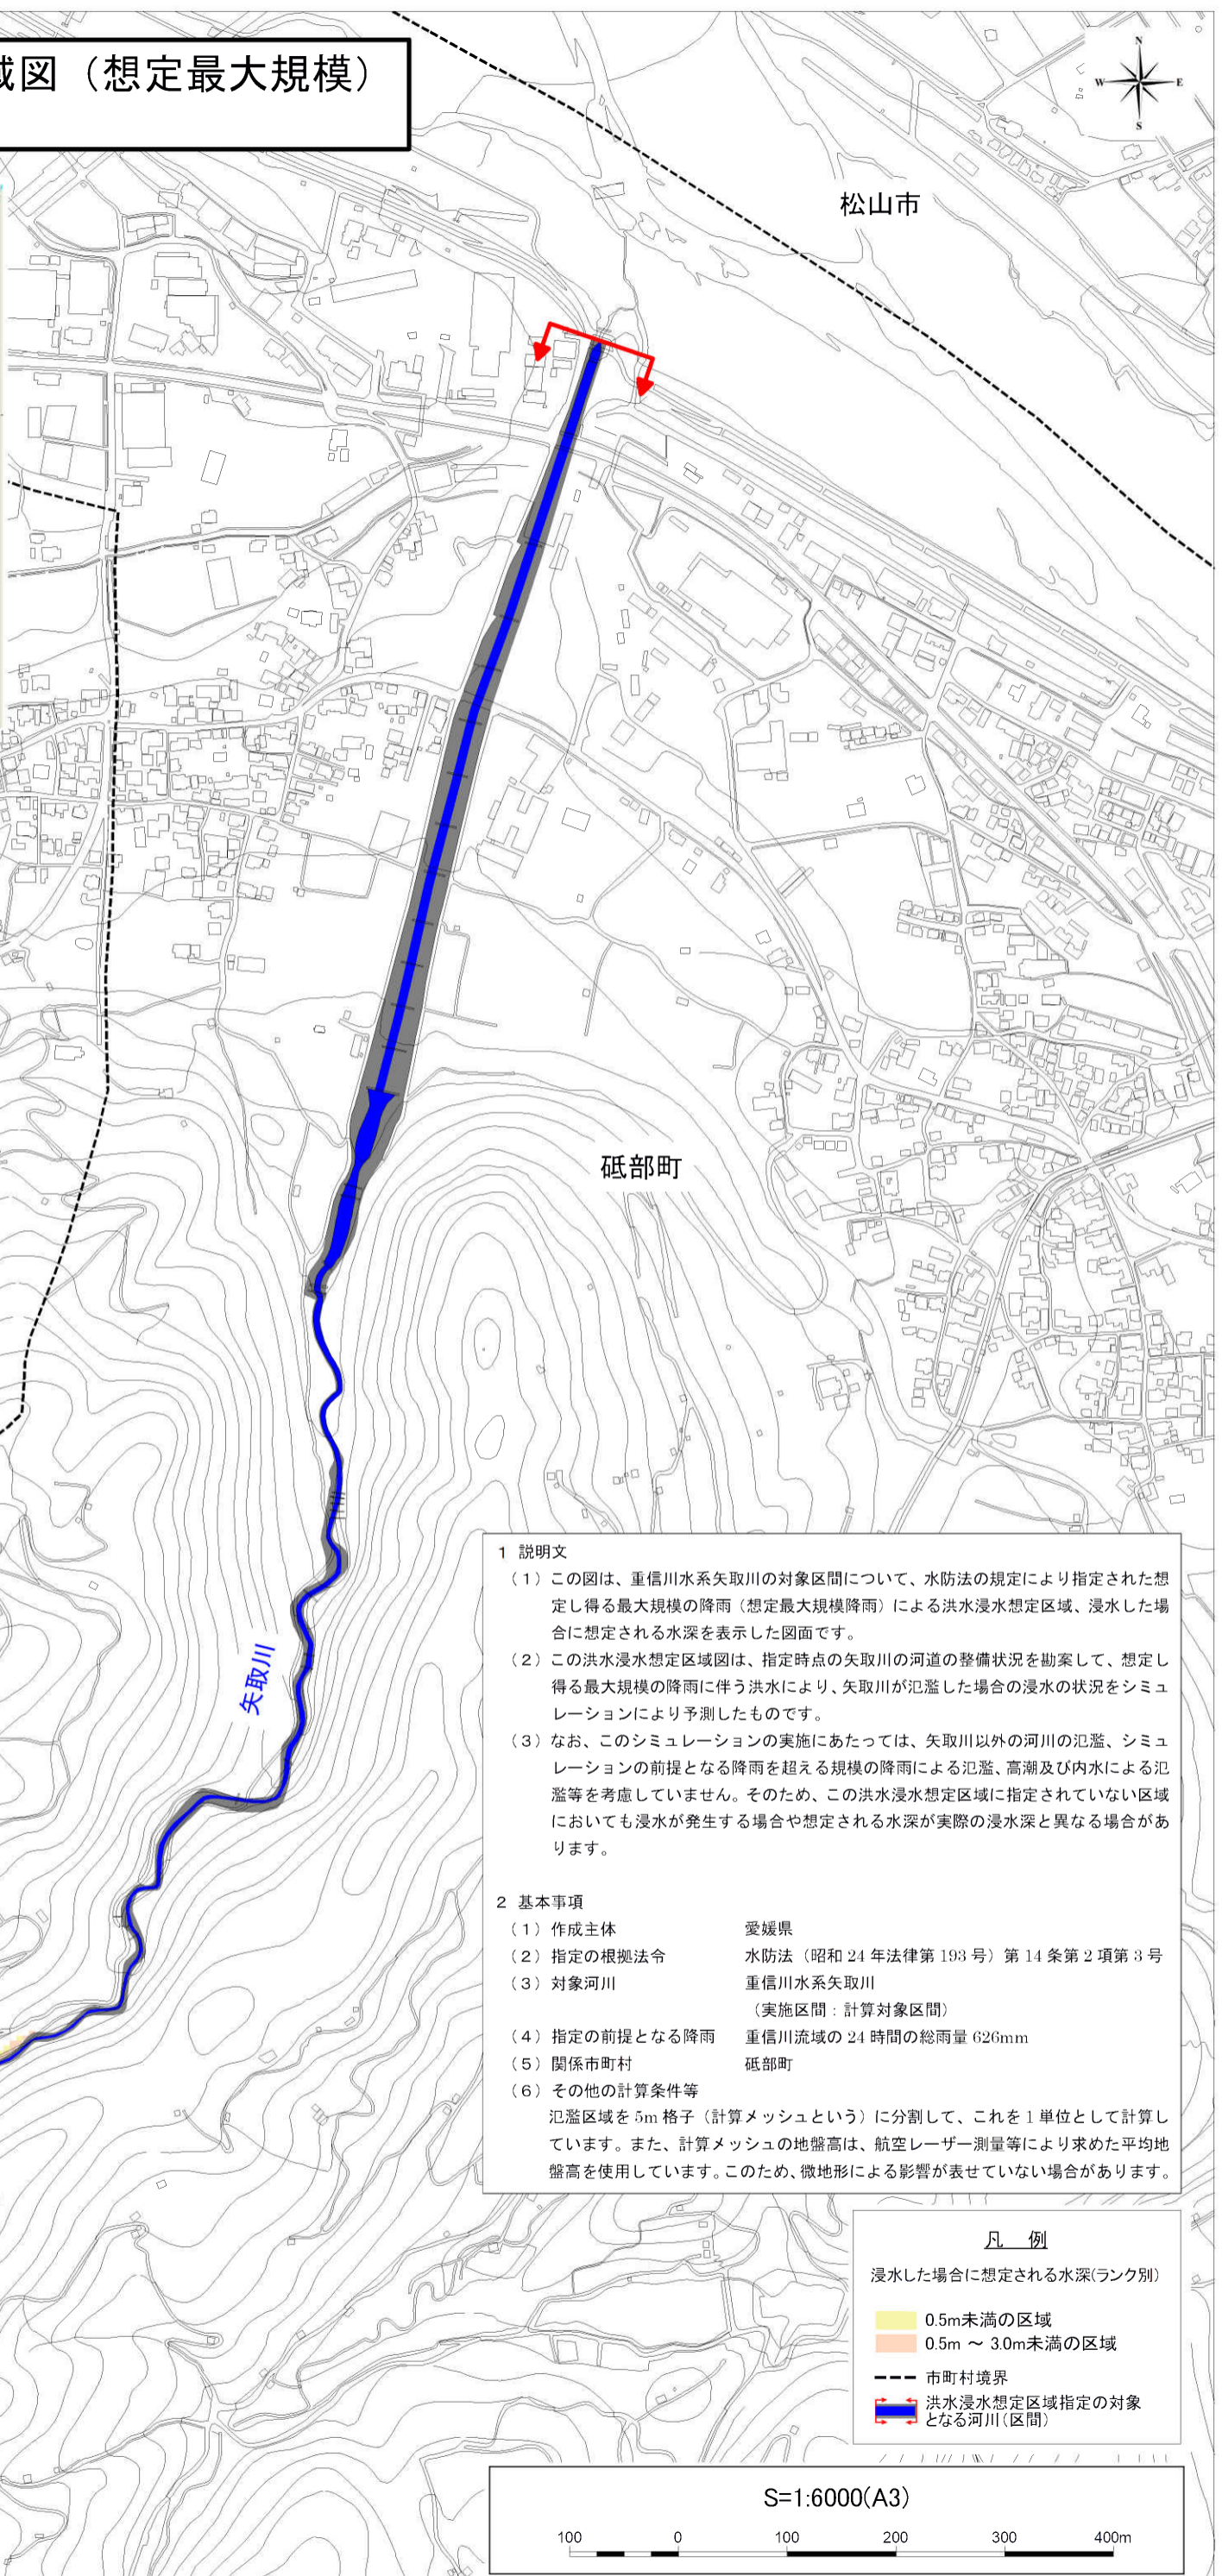 域図（想定最大規模）
N
W
E
S
松山市
砥部町
矢取川
1 説明文
（1）この図は、重信川水系矢取川の対象区間について、水防法の規定により指定された想
定し得る最大規模の降雨（想定最大規模降雨）による洪水浸水想定区域、浸水した場
合に想定される水深を表示した図面です。
（2）この洪水浸水想定区域図は、指定時点の矢取川の河道の整備状況を勘案して、想定し
得る最大規模の降雨に伴う洪水により、矢取川が氾濫した場合の浸水の状況をシミュ
レーションにより予測したものです。
（3）なお、このシミュレーションの実施にあたっては、矢取川以外の河川の氾濫、シミュ
レーションの前提となる降雨を超える規模の降雨による氾濫、高潮及び内水による氾
濫等を考慮していません。そのため、この洪水浸水想定区域に指定されていない区域
においても浸水が発生する場合や想定される水深が実際の浸水深と異なる場合があ
ります。
2 基本事項
（1）作成主体 愛媛県
（2）指定の根拠法令 水防法（昭和 24 年法律第 193 号）第 14 条第 2 項第 3 号
（3）対象河川 重信川水系矢取川
（実施区間：計算対象区間）
（4）指定の前提となる降雨 重信川流域の 24 時間の総雨量 626mm
（5）関係市町村 砥部町
（6）その他の計算条件等
氾濫区域を 5m 格子（計算メッシュという）に分割して、これを 1 単位として計算し
ています。また、計算メッシュの地盤高は、航空レーザー測量等により求めた平均地
盤高を使用しています。このため、微地形による影響が表せていない場合があります。
凡 例
浸水した場合に想定される水深(ランク別)
0.5m未満の区域
0.5m ～ 3.0m未満の区域
市町村境界
洪水浸水想定区域指定の対象
となる河川(区間)
S=1:6000(A3)
100 0 100 200 300 400m